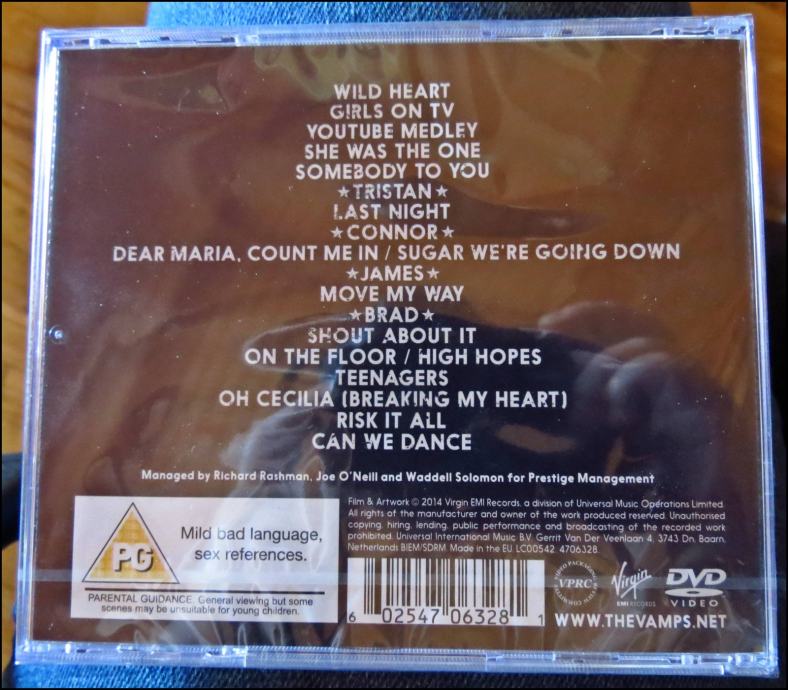 WILD HEART
GIRLS ON TV
YOUTUBE MEDLEY
SHE WAS THE ONE
SOMEBODY TO YOU
★TRISTAN★
LAST NIGHT
★CONNOR★
DEAR MARIA, COUNT ME IN / SUGAR WE'RE GOING DOWN
★JAMES★
MOVE MY WAY
★BRAD★
SHOUT ABOUT IT
ON THE FLOOR / HIGH HOPES
TEENAGERS
OH CECILIA (BREAKING MY HEART)
RISK IT ALL
CAN WE DANCE
Managed by Richard Rashman, Joe O'Neill and Waddell Solomon for Prestige Management
PG
Mild bad language,
sex references.
PARENTAL GUIDANCE. General viewing but some
scenes may be unsuitable for young children.
Film & Artwork © 2014 Virgin EMI Records, a division of Universal Music Operations Limited.
All rights of the manufacturer and owner of the work produced reserved. Unauthorised
copying, hiring, lending, public performance and broadcasting of the recorded work
prohibited. Universal International Music B.V. Gerrit Van Der Veenlaan 4, 3743 Dn, Baarn,
Netherlands BIEM/SDRM. Made in the EU. LC00542 4706328
6 02547 06328 1
VPRC
Virgin
EMI RECORDS
DVD
VIDEO
WWW.THEVAMPS.NET